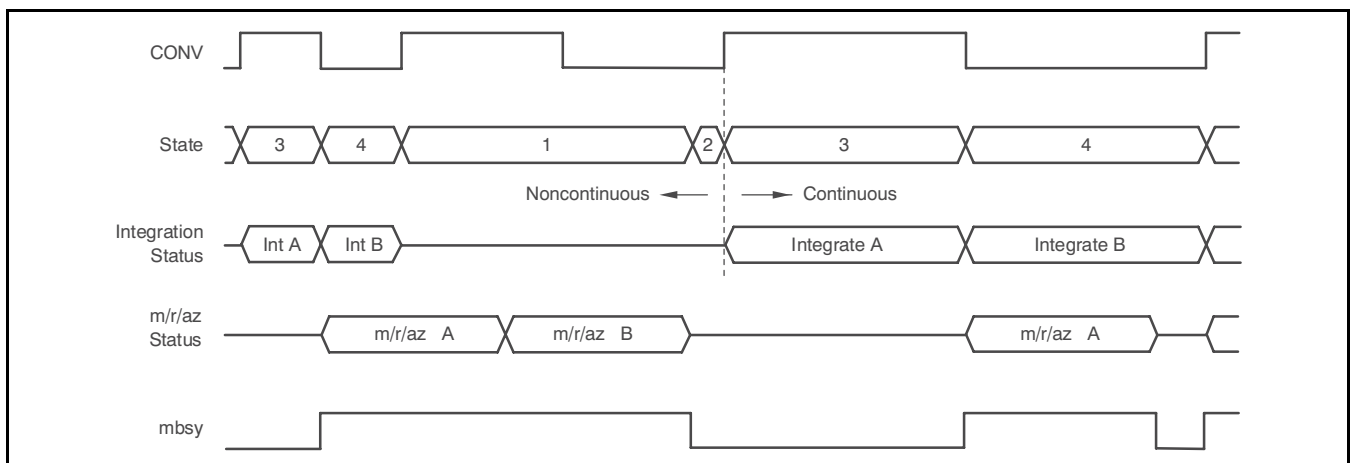 CONV
State
3
4
1
2
3
4
Noncontinuous
Continuous
Integration
Status
Int A
Int B
Integrate A
Integrate B
m/r/az
Status
m/r/az A
m/r/az B
m/r/az A
mbsy